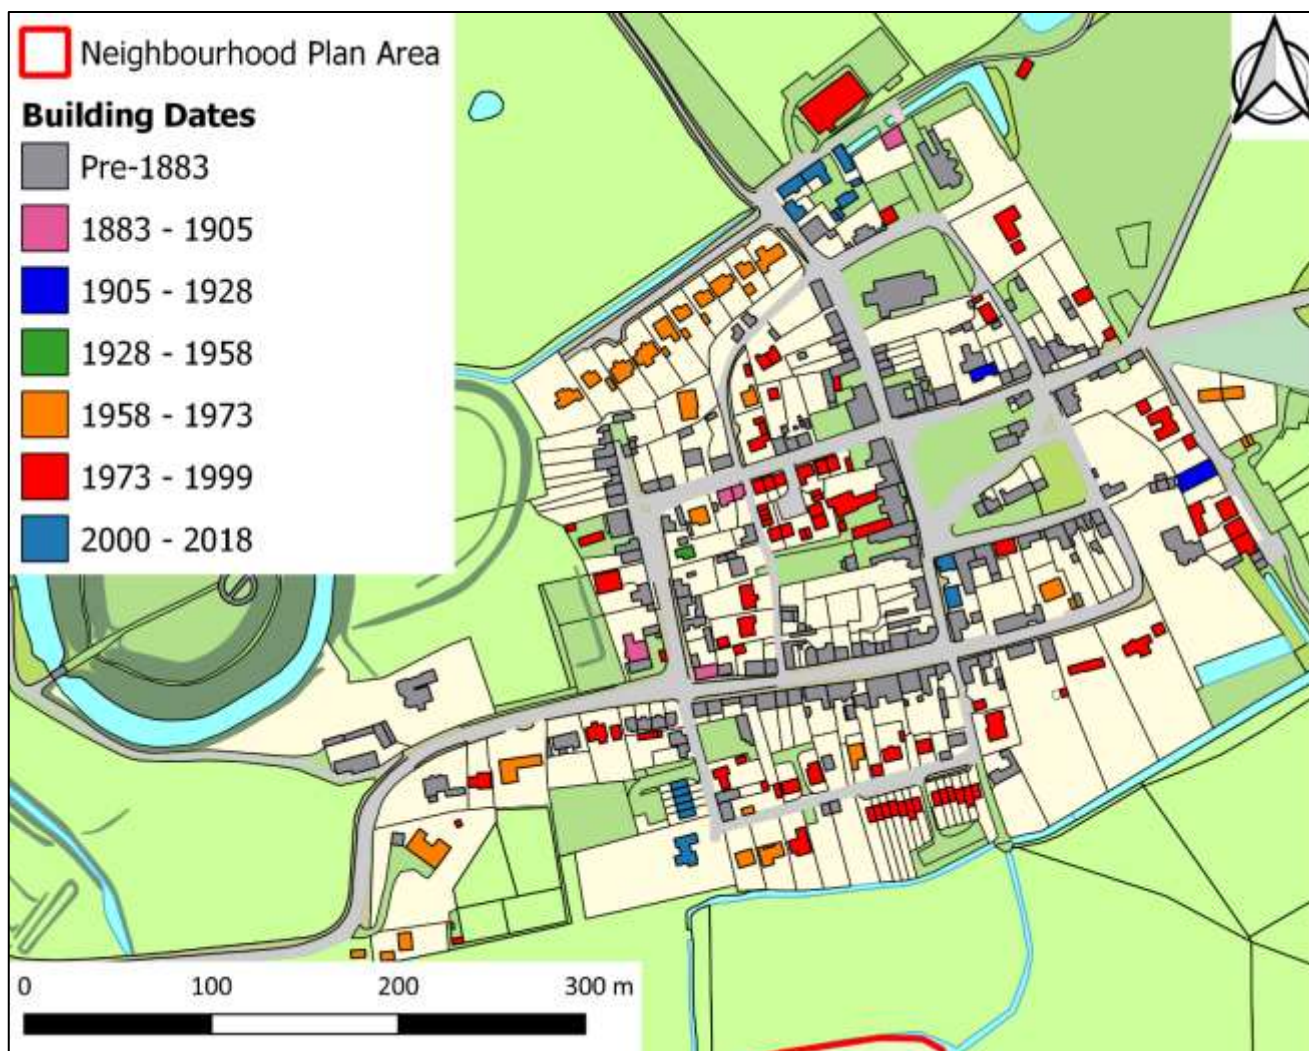 Neighbourhood Plan Area
Building Dates
Pre-1883
1883 - 1905
1905 - 1928
1928 - 1958
1958 - 1973
1973 - 1999
2000 - 2018
0 100 200 300 m